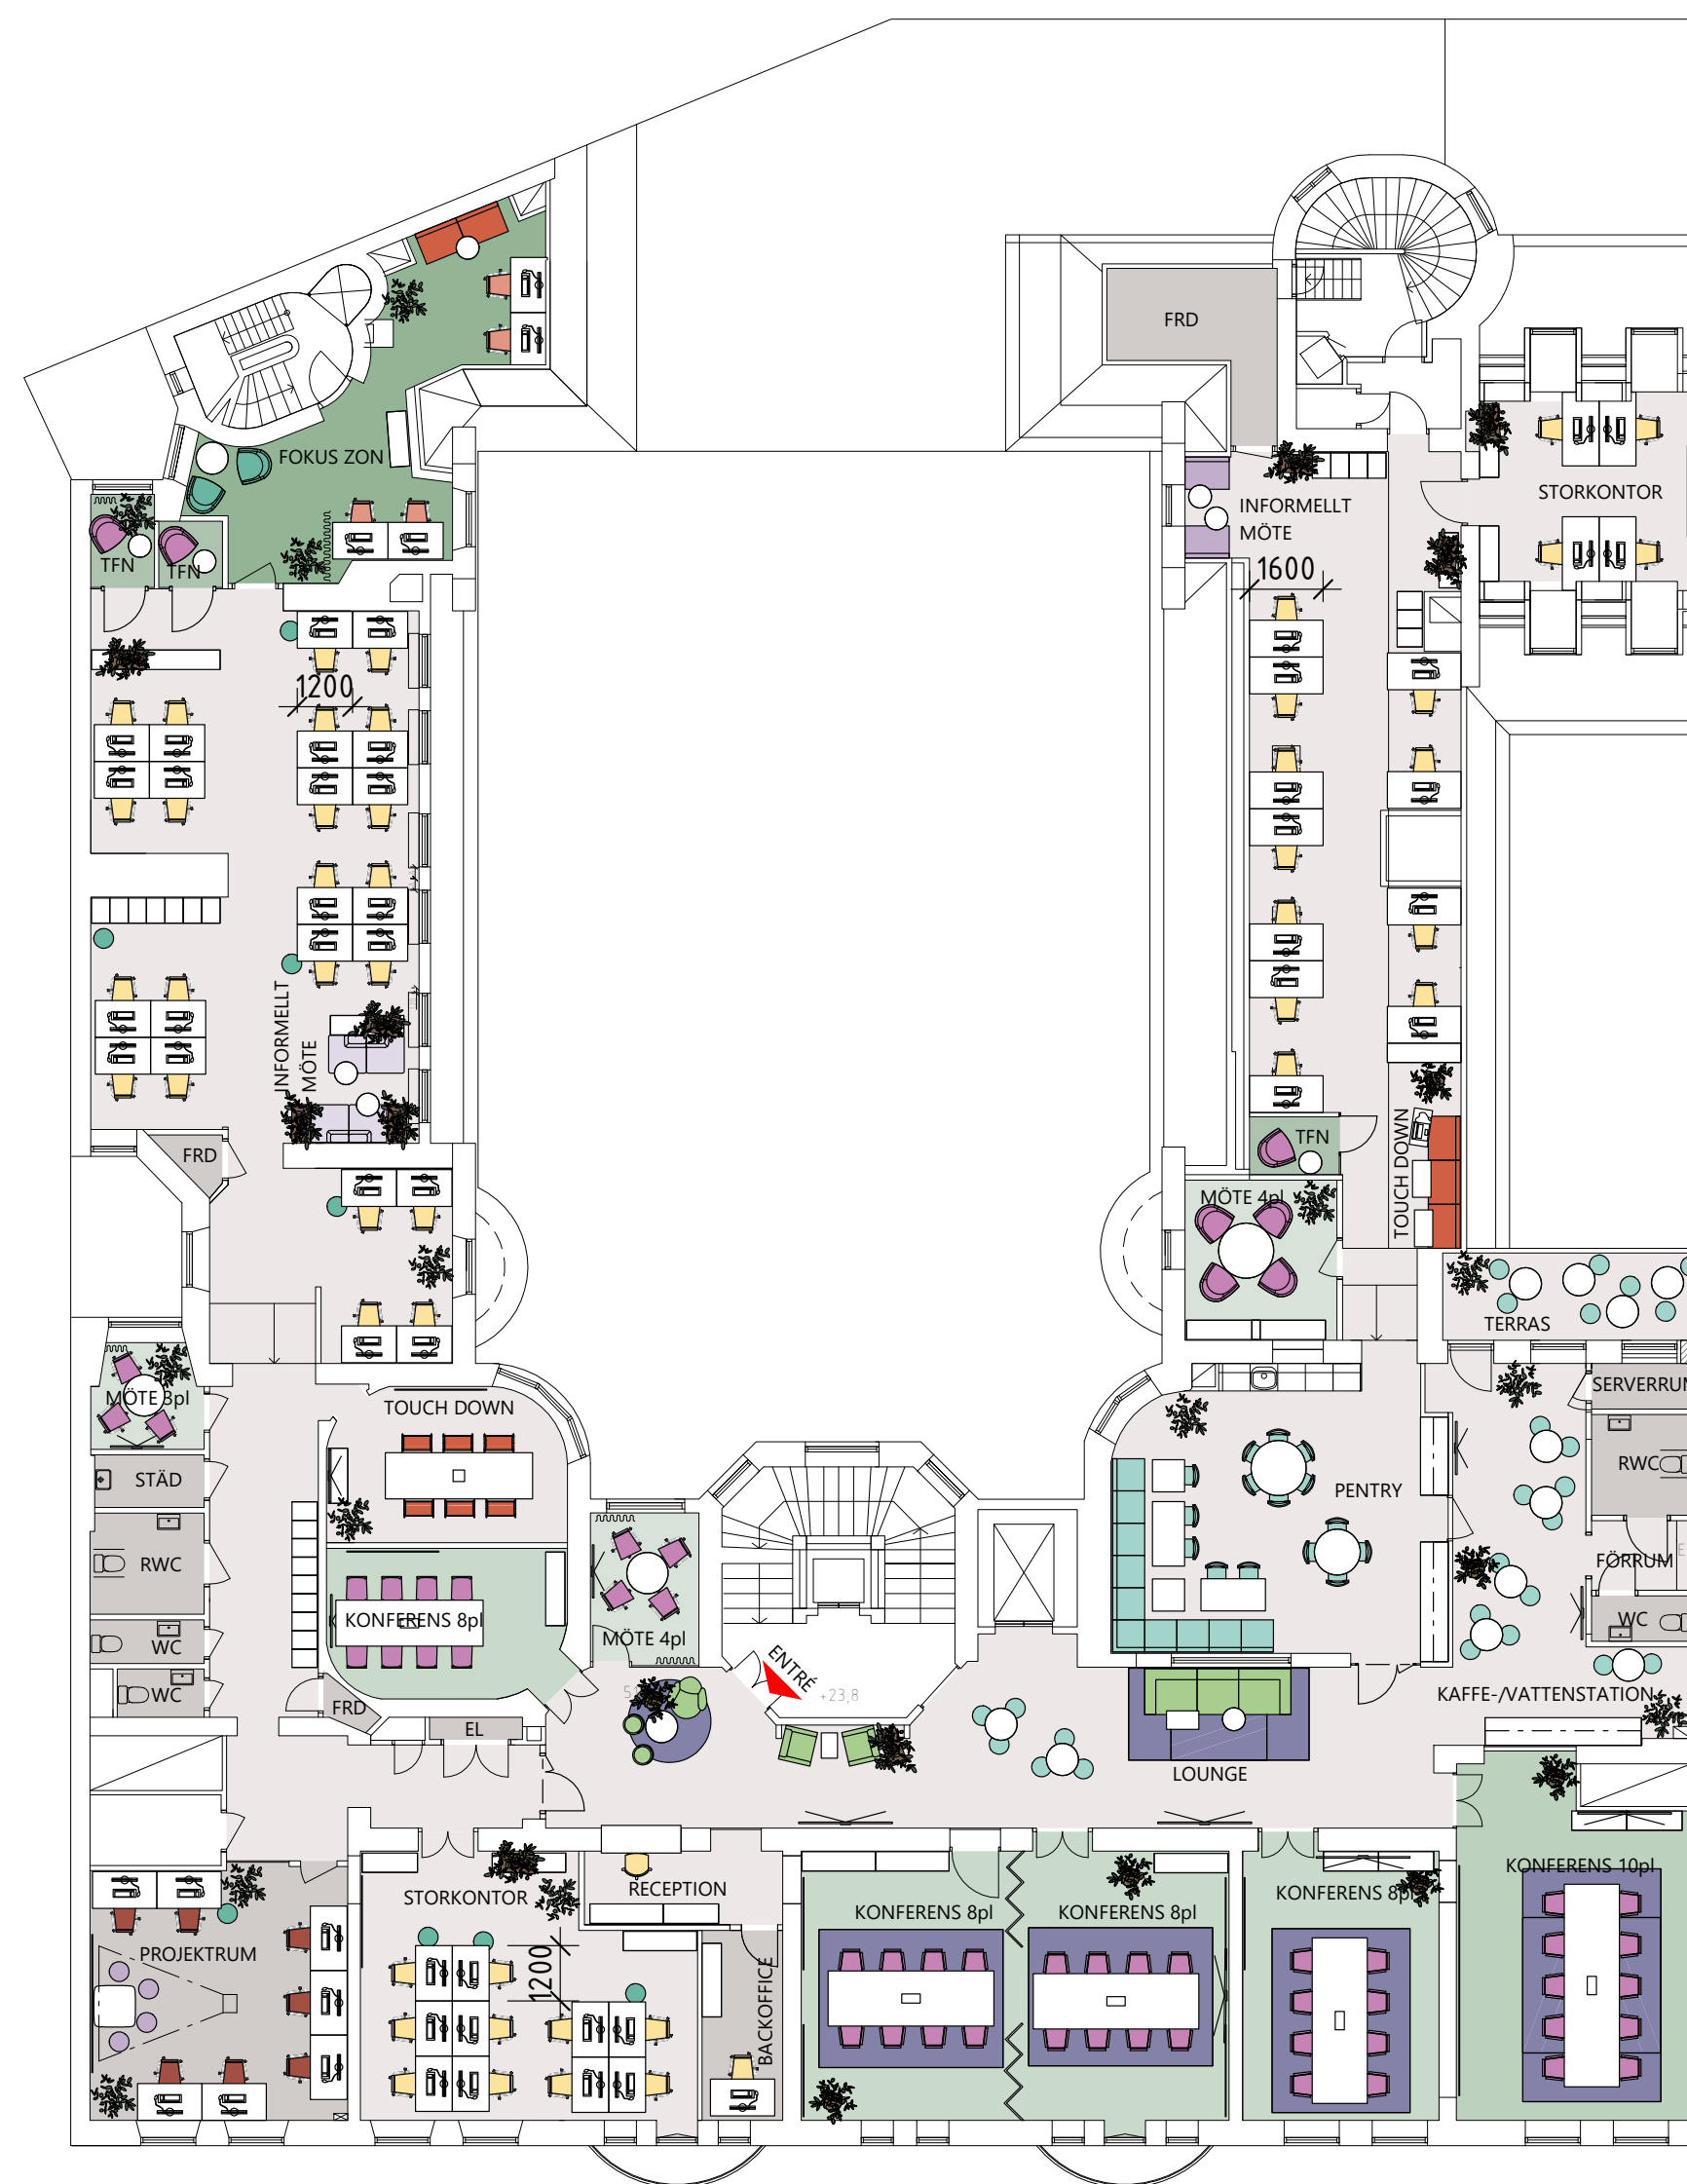 FRD
FOKUS ZON
STORKONTOR
INFORMELLT
MÖTE
TFN
TFN
1600
1200
INFORMELLT
MÖTE
FRD
TFN
TOUCH DOWN
MÖTE 4pl
TERRAS
MÖTE 3pl
TOUCH DOWN
SERVERRUM
STÄD
RWC
PENTRY
RWC
FÖRRUM
KONFERENS 8pl
WC
MÖTE 4pl
WC
WC
ENTRÉ
+23,8
FRD
KAFFE-/VATTENSTATION
EL
LOUNGE
KONFERENS 10pl
STORKONTOR
RECEPTION
KONFERENS 8pl
KONFERENS 8pl
KONFERENS 8pl
PROJEKTRUM
1200
BACKOFFICE